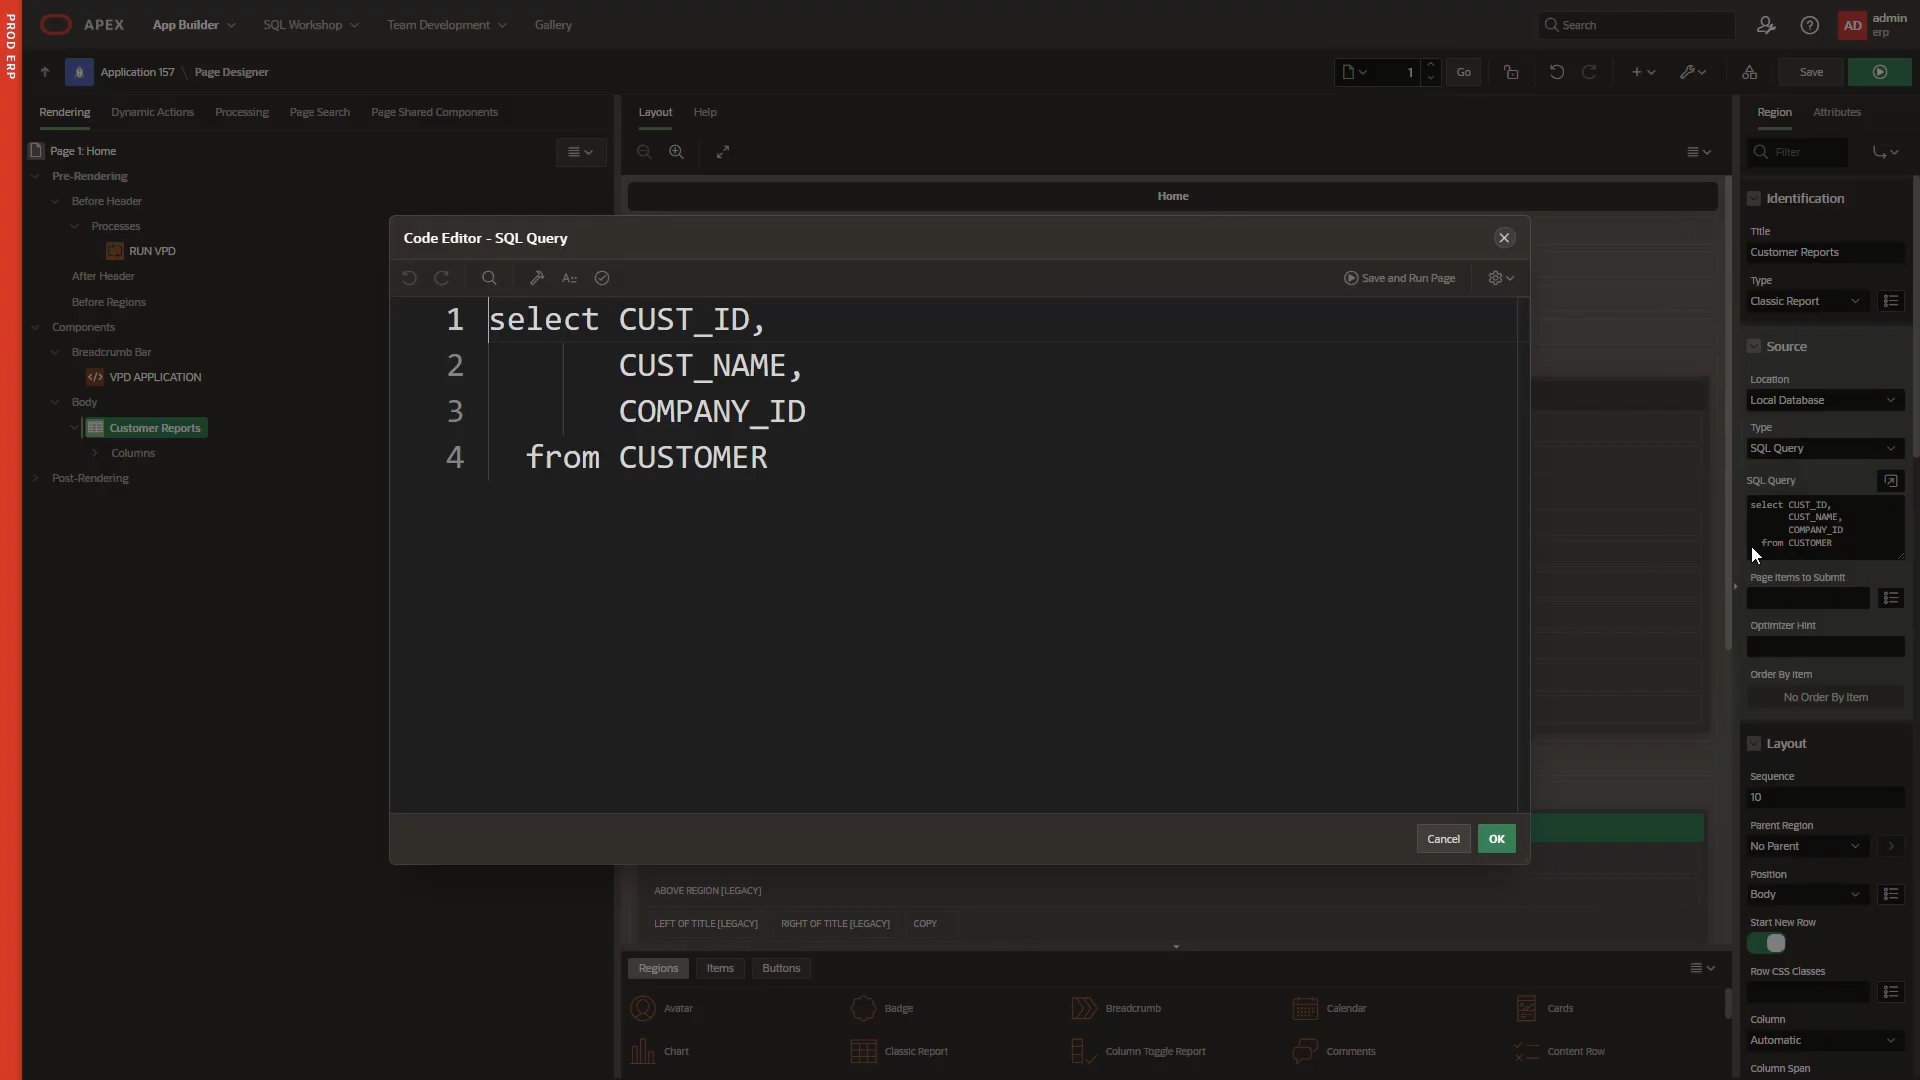 PROD ERP
APEX
App Builder
SQL Workshop
Team Development
Gallery
Search
AD
admin
erp
Application 157 \ Page Designer
1
Go
Save
Rendering
Dynamic Actions
Processing
Page Search
Page Shared Components
Page 1: Home
Pre-Rendering
Before Header
Processes
RUN VPD
After Header
Before Regions
Components
Breadcrumb Bar
VPD APPLICATION
Body
Customer Reports
Columns
Post-Rendering
Layout
Help
Home
Code Editor - SQL Query
Save and Run Page
1 select CUST_ID,
2 CUST_NAME,
3 COMPANY_ID
4 from CUSTOMER
Cancel
OK
ABOVE REGION [LEGACY]
LEFT OF TITLE [LEGACY]
RIGHT OF TITLE [LEGACY]
COPY
Regions
Items
Buttons
Avatar
Badge
Breadcrumb
Calendar
Cards
Chart
Classic Report
Column Toggle Report
Comments
Content Row
Region
Attributes
Filter
Identification
Title
Customer Reports
Type
Classic Report
Source
Location
Local Database
Type
SQL Query
SQL Query
select CUST_ID,
CUST_NAME,
COMPANY_ID
from CUSTOMER
Page Items to Submit
Optimizer Hint
Order By Item
No Order By Item
Layout
Sequence
10
Parent Region
No Parent
Position
Body
Start New Row
Row CSS Classes
Column
Automatic
Column Span